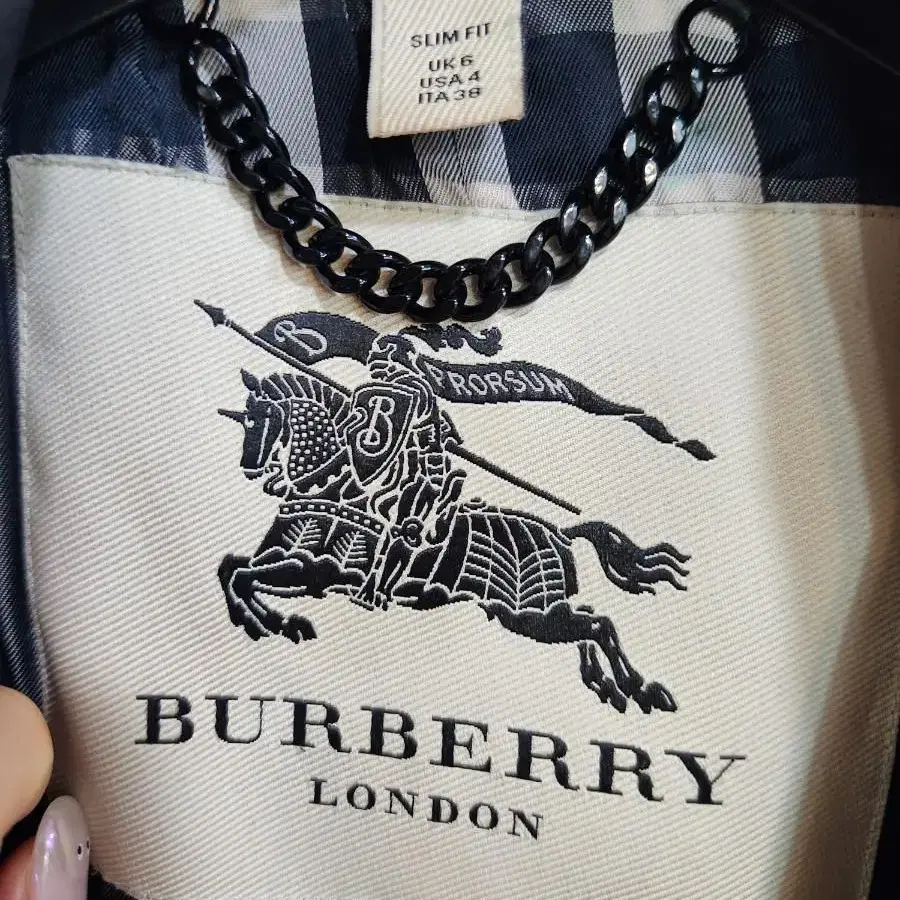 SLIM FIT
UK 6
USA 4
ITA 38
B
PRORSUM
B
BURBERRY
LONDON